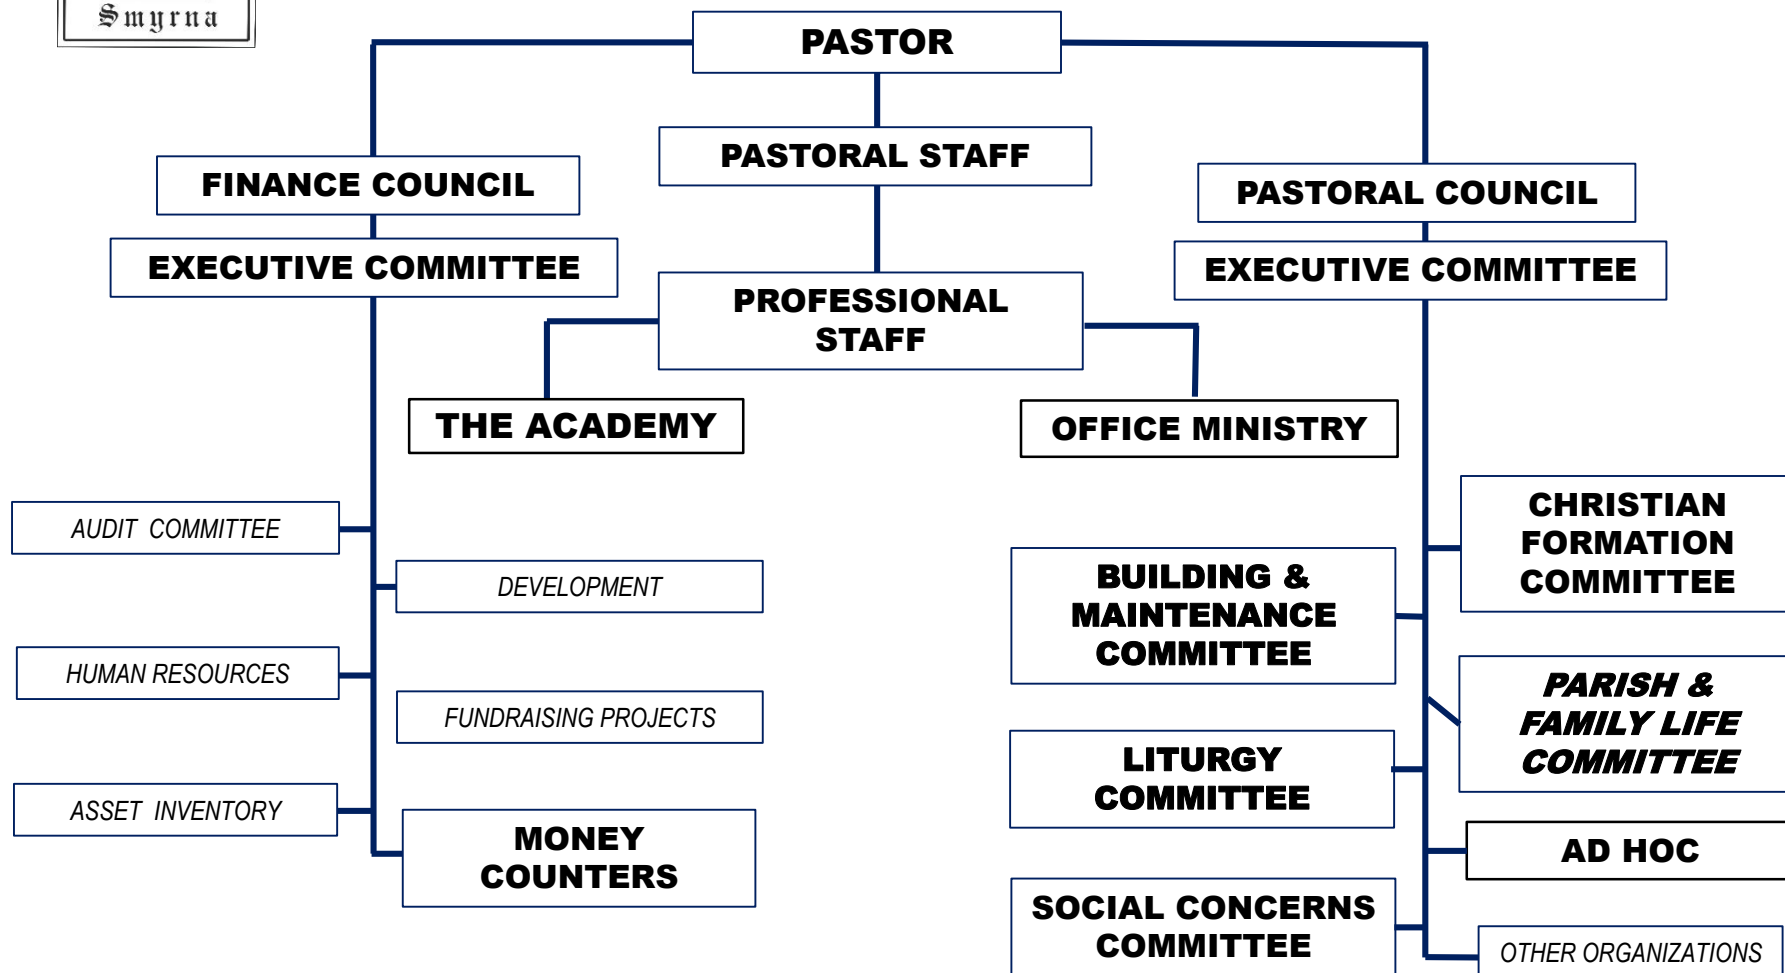 Smyrna
PASTOR
PASTORAL STAFF
FINANCE COUNCIL
PASTORAL COUNCIL
EXECUTIVE COMMITTEE
EXECUTIVE COMMITTEE
PROFESSIONAL
STAFF
THE ACADEMY
OFFICE MINISTRY
AUDIT COMMITTEE
DEVELOPMENT
HUMAN RESOURCES
FUNDRAISING PROJECTS
ASSET INVENTORY
MONEY
COUNTERS
CHRISTIAN
FORMATION
COMMITTEE
BUILDING &
MAINTENANCE
COMMITTEE
PARISH &
FAMILY LIFE
COMMITTEE
LITURGY
COMMITTEE
AD HOC
SOCIAL CONCERNS
COMMITTEE
OTHER ORGANIZATIONS